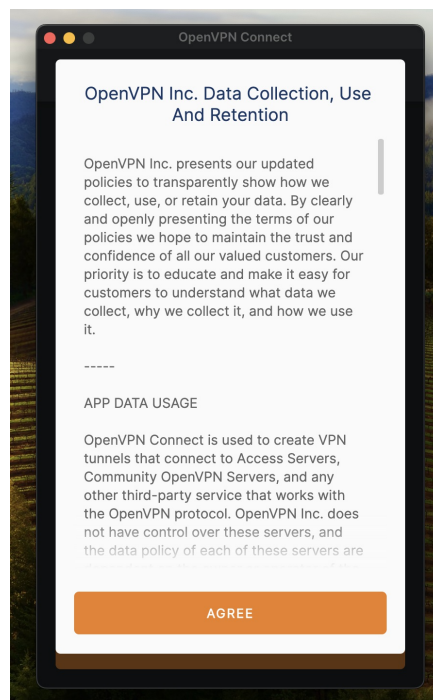 OpenVPN Connect
OpenVPN Inc. Data Collection, Use
And Retention
OpenVPN Inc. presents our updated
policies to transparently show how we
collect, use, or retain your data. By clearly
and openly presenting the terms of our
policies we hope to maintain the trust and
confidence of all our valued customers. Our
priority is to educate and make it easy for
customers to understand what data we
collect, why we collect it, and how we use
it.
-----
APP DATA USAGE
OpenVPN Connect is used to create VPN
tunnels that connect to Access Servers,
Community OpenVPN Servers, and any
other third-party service that works with
the OpenVPN protocol. OpenVPN Inc. does
not have control over these servers, and
the data policy of each of these servers are
AGREE